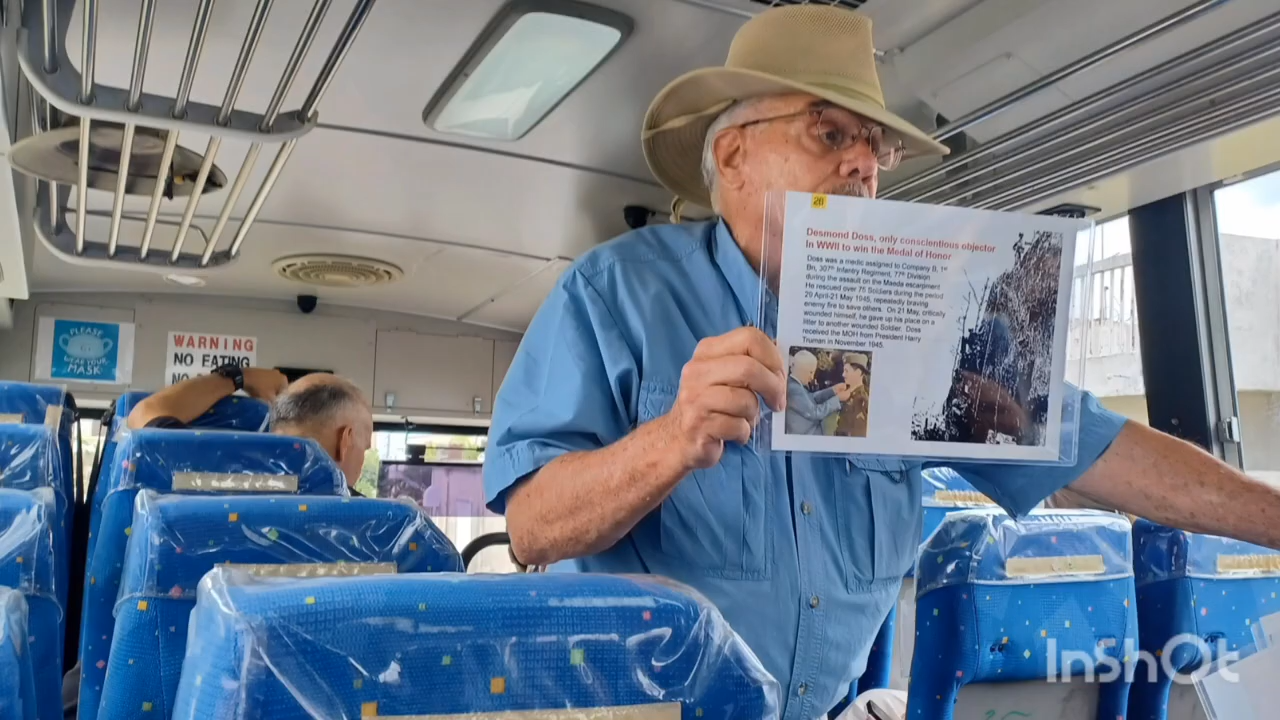 28
Desmond Doss, only conscientious objector
in WWII to win the Medal of Honor
Doss was a medic assigned to Company B, 1st
Bn, 307th Infantry Regiment, 77th Division
during the assault on the Maeda escarpment
He rescued over 75 Soldiers during the period
29 April-21 May 1945, repeatedly braving
enemy fire to save others. On 21 May, critically
wounded himself, he gave up his place on a
litter to another wounded Soldier. Doss
received the MOH from President Harry
Truman in November 1945.
PLEASE
WEAR YOUR
MASK
WARNING
NO EATING
NO
InShOt